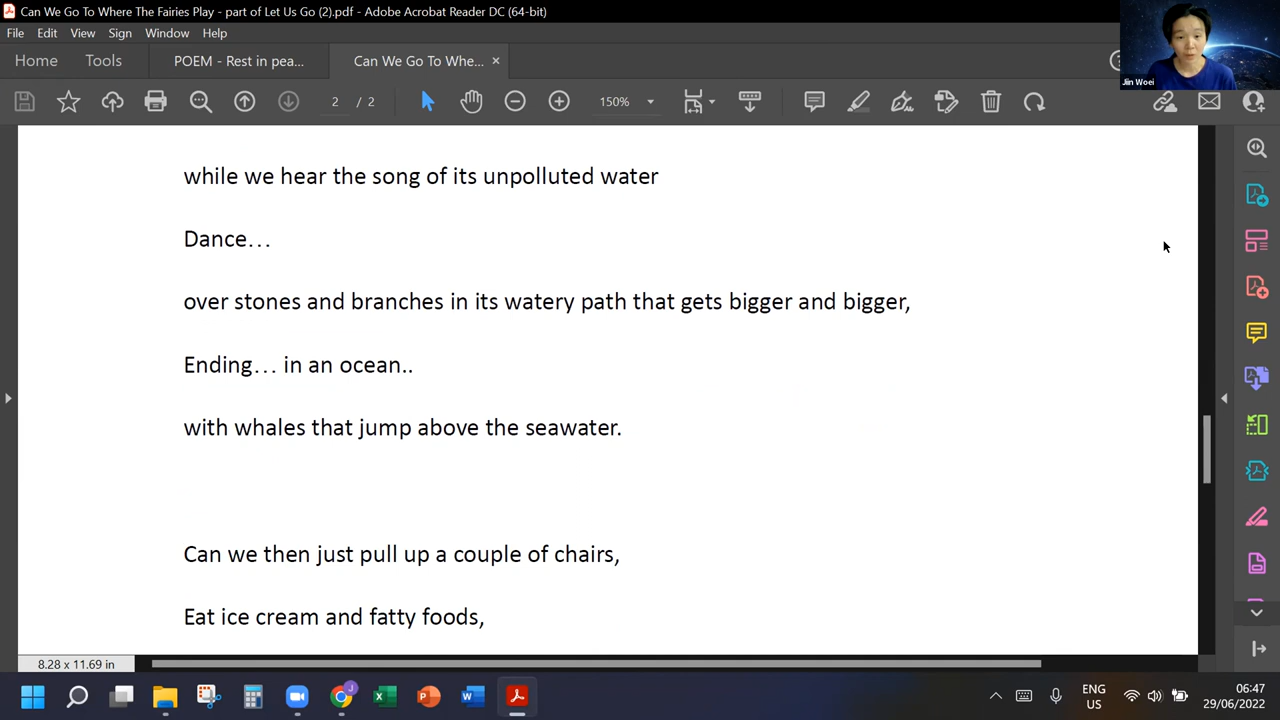 Can We Go To Where The Fairies Play - part of Let Us Go (2).pdf - Adobe Acrobat Reader DC (64-bit)
File Edit View Sign Window Help
Home Tools POEM - Rest in pea... Can We Go To Whe... ×
2 / 2 150%
Jiin Woei
while we hear the song of its unpolluted water
Dance…
over stones and branches in its watery path that gets bigger and bigger,
Ending… in an ocean..
with whales that jump above the seawater.
Can we then just pull up a couple of chairs,
Eat ice cream and fatty foods,
8.28 x 11.69 in
ENG
US
06:47
29/06/2022